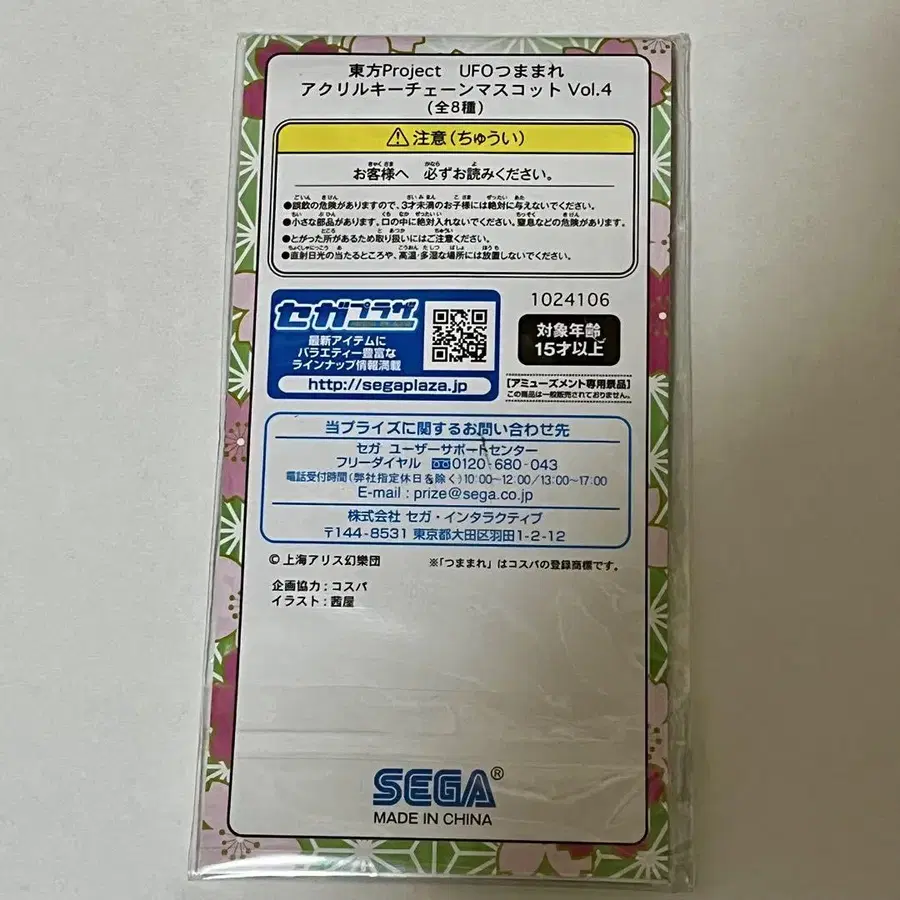 東方Project UFOつままれ
アクリルキーチェーンマスコット Vol.4
(全8種)
⚠注意(ちゅうい)
お客様へ 必ずお読みください。
●誤飲の危険がありますので、3才未満のお子様には絶対に与えないでください。
●小さな部品があります。口の中に絶対入れないでください。窒息などの危険があります。
●とがった所があるため取り扱いにはご注意ください。
●直射日光の当たるところや、高温・多湿な場所には放置しないでください。
セガプラザ
最新アイテムに
バラエティー豊富な
ラインナップ情報満載
http://segaplaza.jp
1024106
対象年齢
15才以上
[アミューズメント専用景品]
この商品は一般販売されておりません。
当プライズに関するお問い合わせ先
セガ ユーザーサポートセンター
フリーダイヤル 0120-680-043
電話受付時間(弊社指定休日を除く)10:00~12:00/13:00~17:00
E-mail : prize@sega.co.jp
株式会社 セガ・インタラクティブ
〒144-8531 東京都大田区羽田1-2-12
© 上海アリス幻樂団
※「つままれ」はコスパの登録商標です。
企画協力 : コスパ
イラスト : 茜屋
SEGA®
MADE IN CHINA